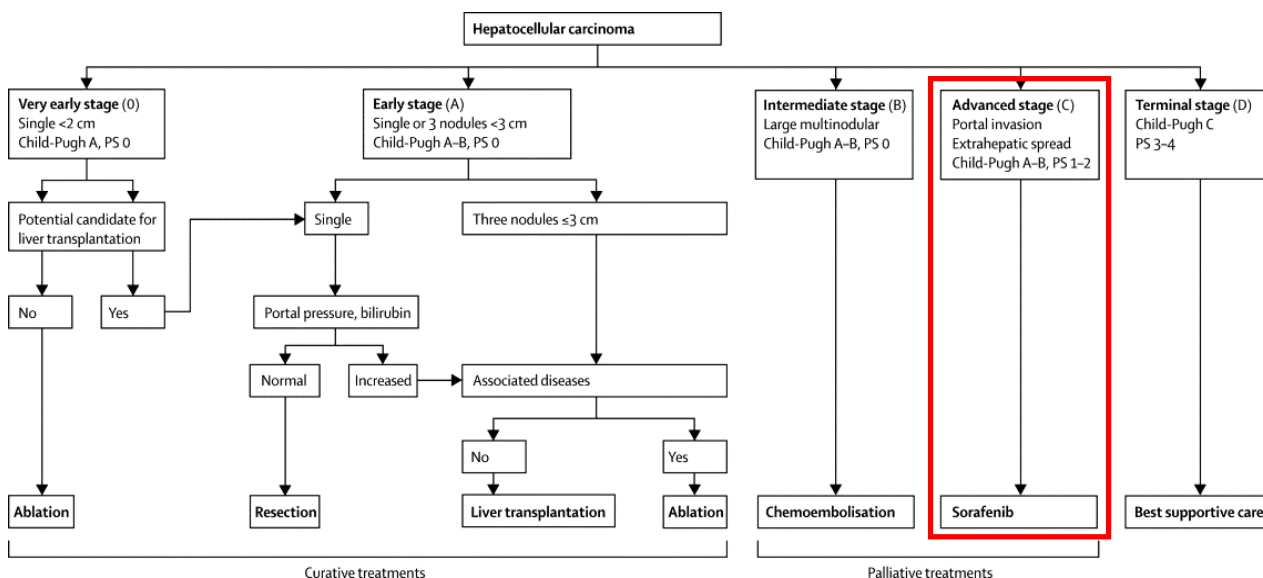 Hepatocellular carcinoma
Very early stage (0)
Single <2 cm
Child-Pugh A, PS 0
Early stage (A)
Single or 3 nodules <3 cm
Child-Pugh A–B, PS 0
Intermediate stage (B)
Large multinodular
Child-Pugh A–B, PS 0
Advanced stage (C)
Portal invasion
Extrahepatic spread
Child-Pugh A–B, PS 1–2
Terminal stage (D)
Child-Pugh C
PS 3–4
Potential candidate for
liver transplantation
Single
Three nodules ≤3 cm
No
Yes
Portal pressure, bilirubin
Normal
Increased
Associated diseases
No
Yes
Ablation
Resection
Liver transplantation
Ablation
Chemoembolisation
Sorafenib
Best supportive care
Curative treatments
Palliative treatments